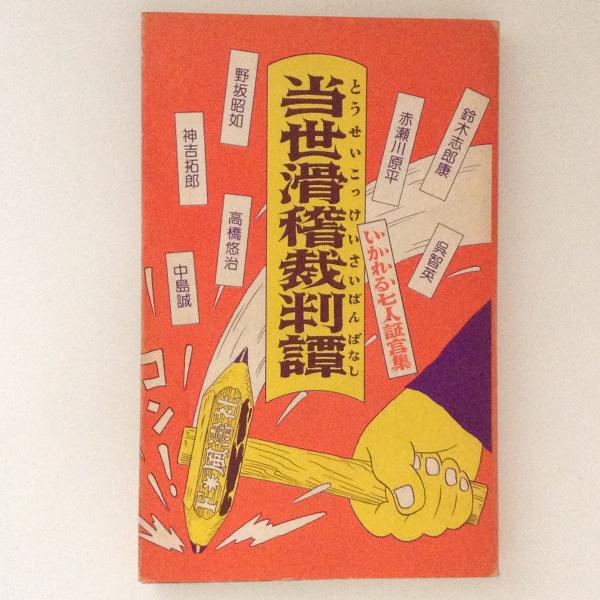 当世滑稽裁判譚
とうせいこっけいさいばんばなし
いかれる七人証言集
鈴木志郎康
赤瀬川原平
呉智英
野坂昭如
神吉拓郎
高橋悠治
中島誠
コン!